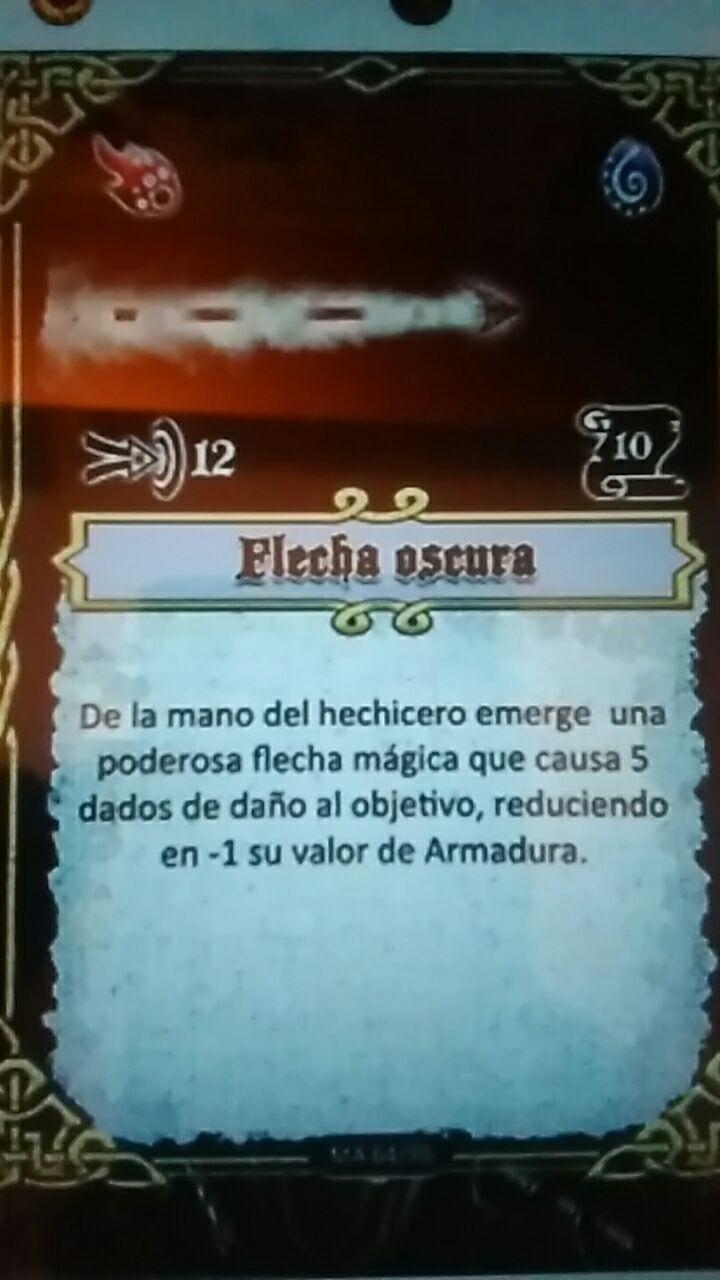 12
10
Flecha oscura
De la mano del hechicero emerge una
poderosa flecha mágica que causa 5
dados de daño al objetivo, reduciendo
en -1 su valor de Armadura.